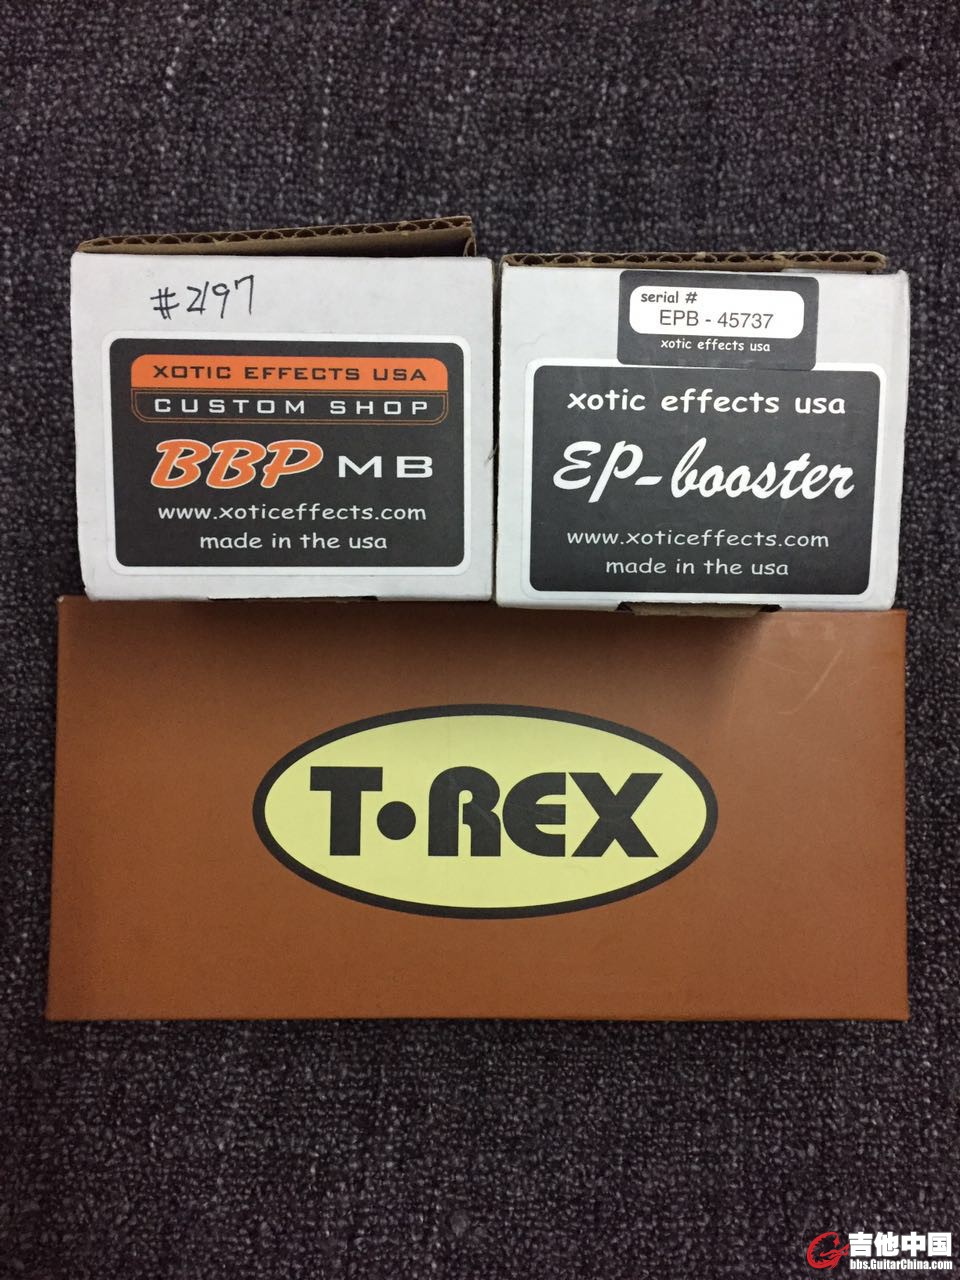 #2197
XOTIC EFFECTS USA
CUSTOM SHOP
BBP MB
www.xoticeffects.com
made in the usa
serial #
EPB - 45737
xotic effects usa
xotic effects usa
EP-booster
www.xoticeffects.com
made in the usa
T•REX
吉他中国
bbs.GuitarChina.com